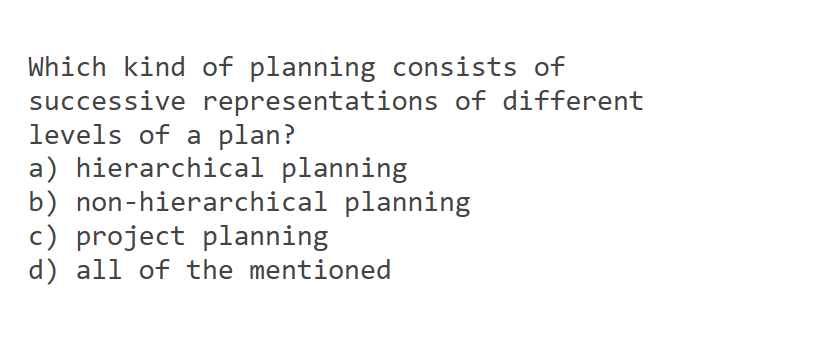 Which kind of planning consists of
successive representations of different
levels of a plan?
a) hierarchical planning
b) non-hierarchical planning
c) project planning
d) all of the mentioned